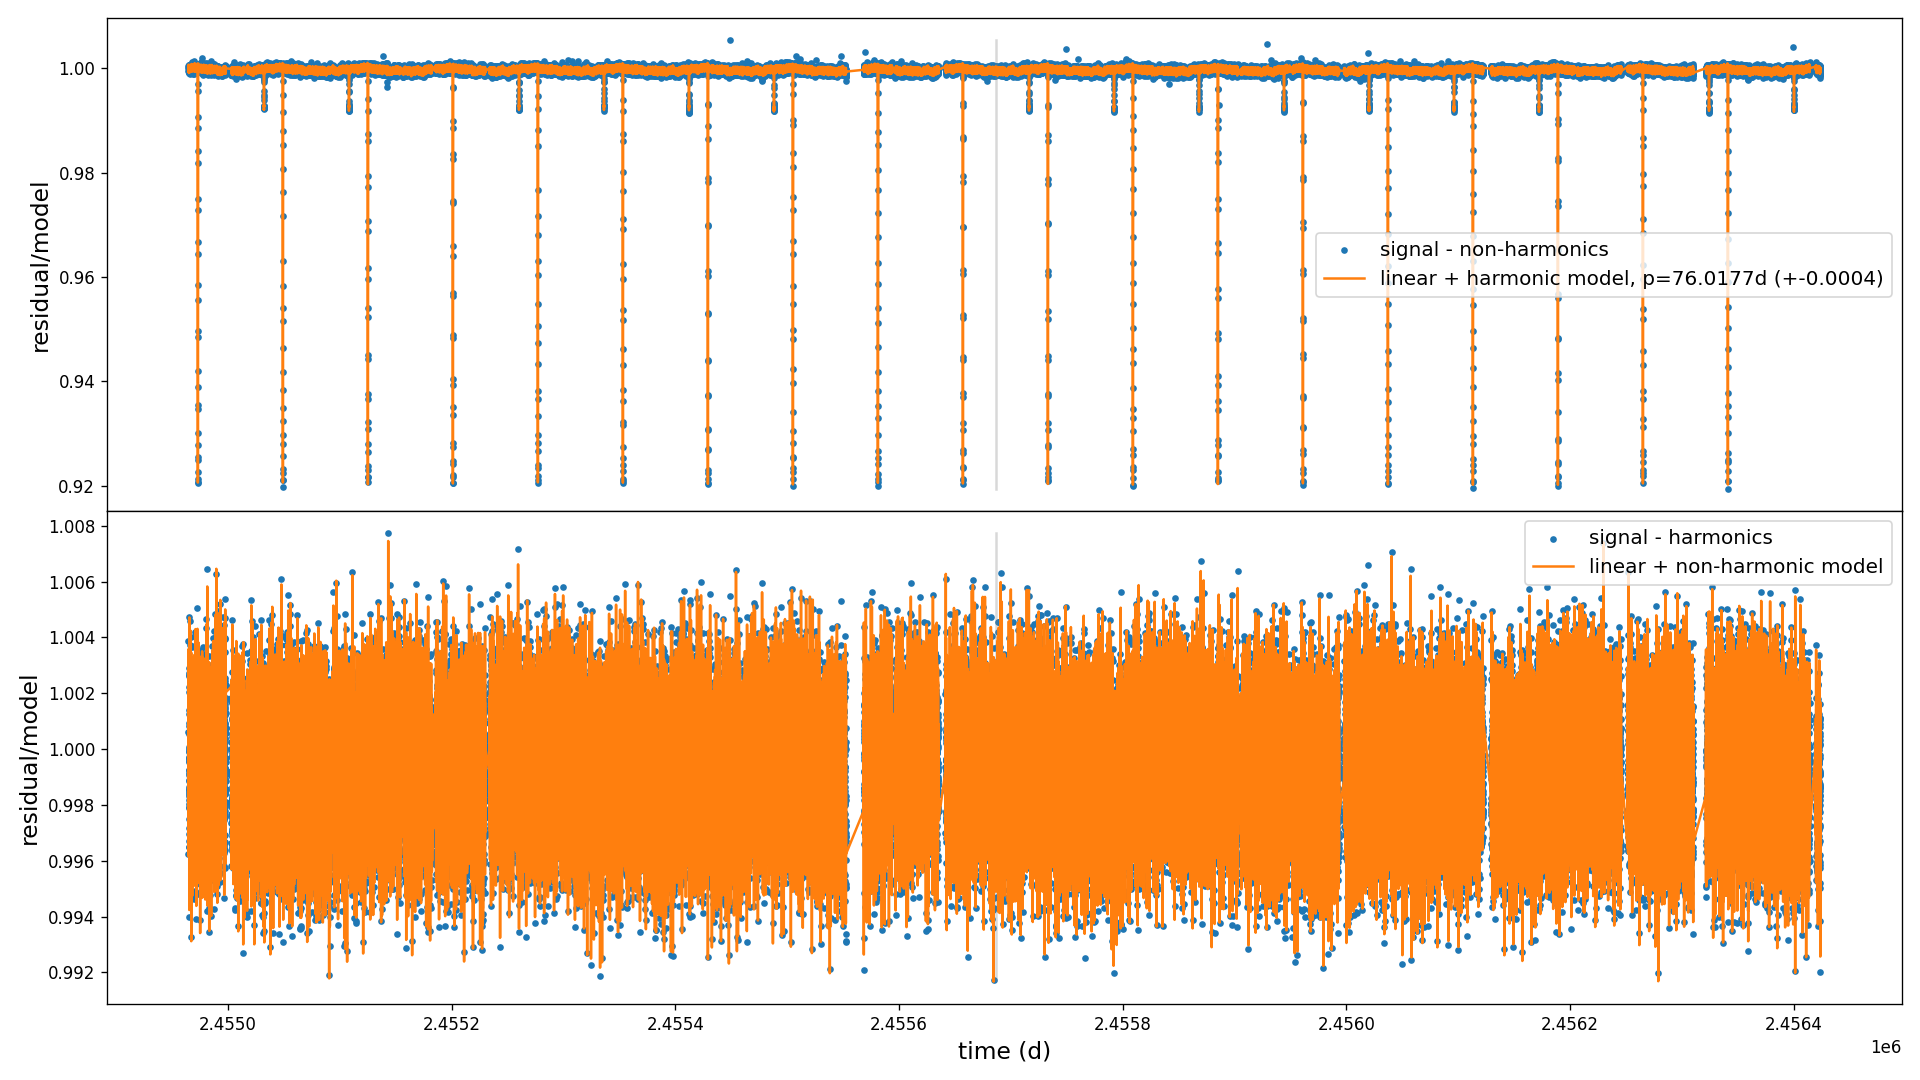 1.00
0.98
0.96
0.94
0.92
residual/model
signal - non-harmonics
linear + harmonic model, p=76.0177d (+-0.0004)
1.008
1.006
1.004
1.002
1.000
0.998
0.996
0.994
0.992
residual/model
signal - harmonics
linear + non-harmonic model
2.4550
2.4552
2.4554
2.4556
2.4558
2.4560
2.4562
2.4564
1e6
time (d)